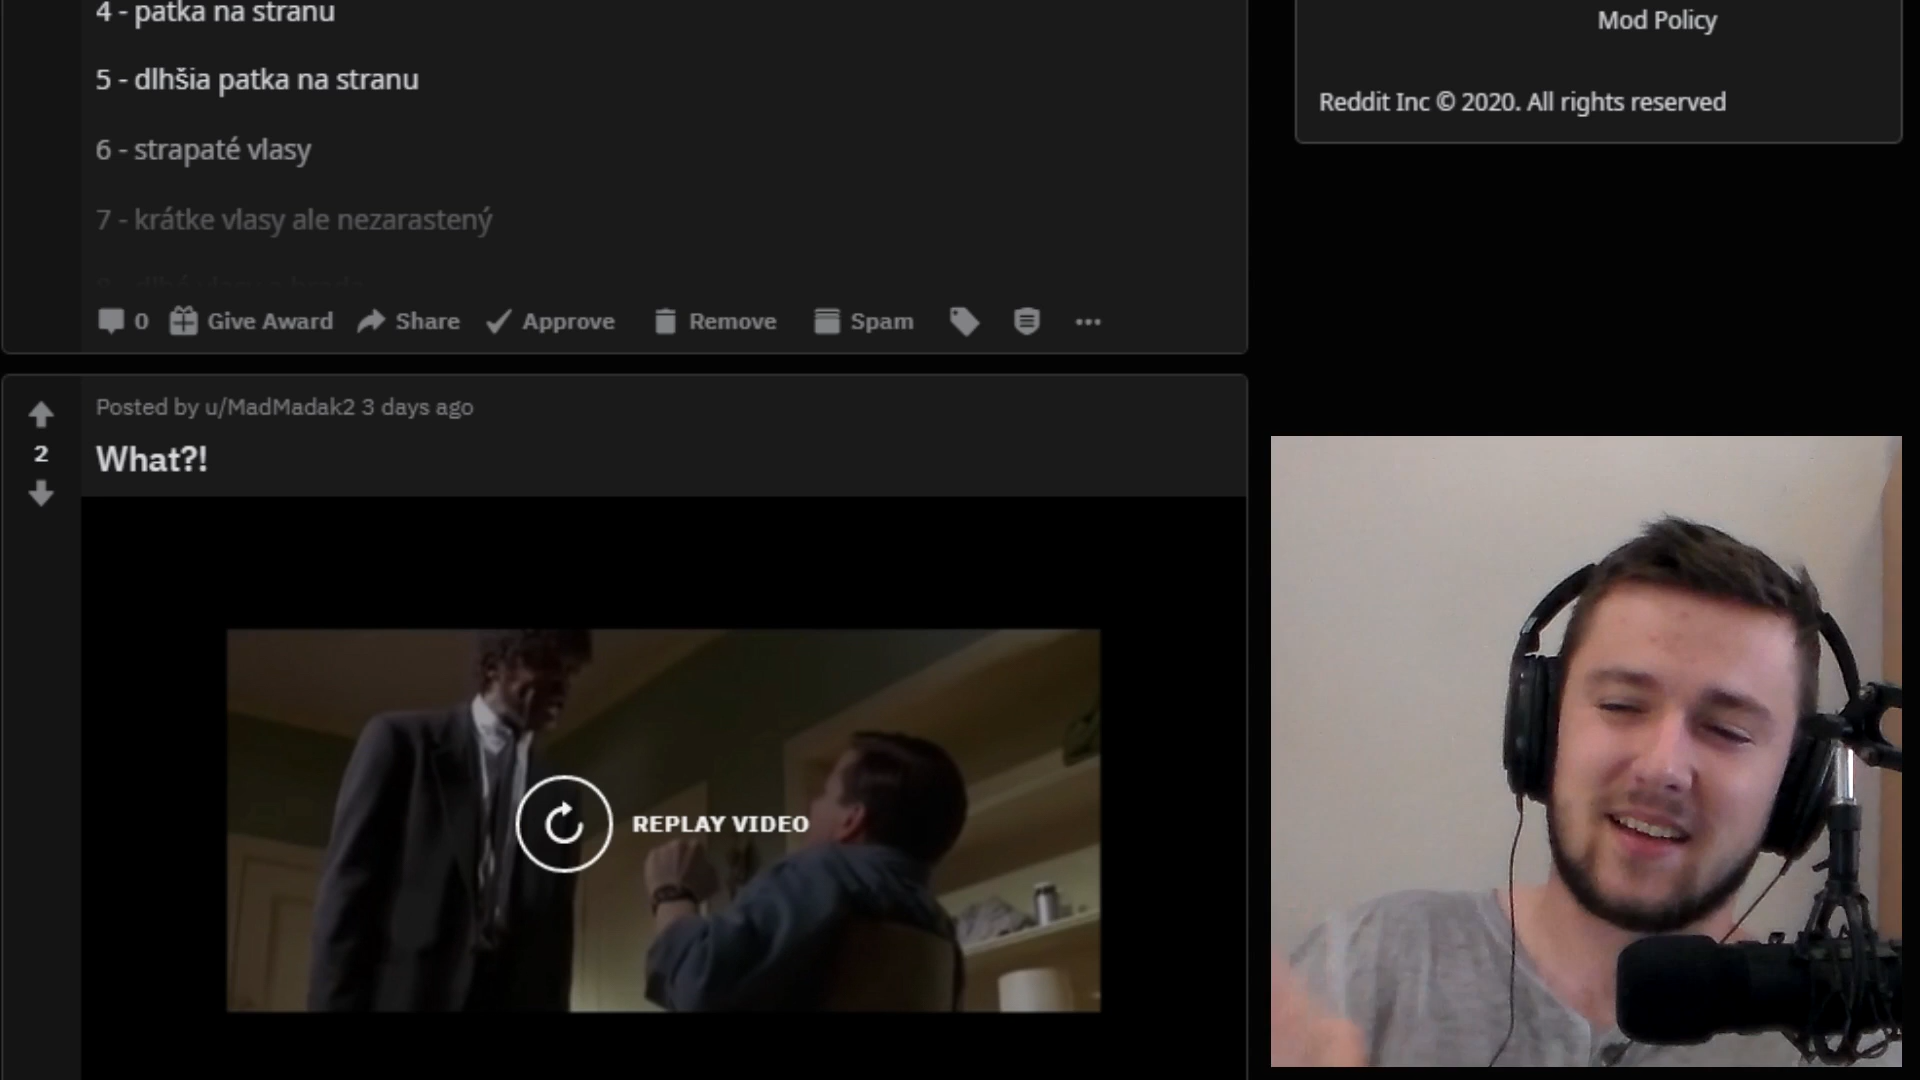 4 - patka na stranu
5 - dlhšia patka na stranu
6 - strapaté vlasy
7 - krátke vlasy ale nezarastený
0 Give Award Share Approve Remove Spam
Posted by u/MadMadak2 3 days ago
2
What?!
REPLAY VIDEO
Mod Policy
Reddit Inc © 2020. All rights reserved